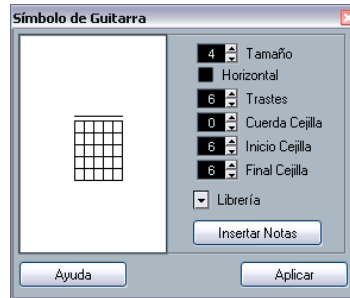 Símbolo de Guitarra
4 Tamaño
Horizontal
6 Trastes
0 Cuerda Cejilla
6 Inicio Cejilla
6 Final Cejilla
Librería
Insertar Notas
Ayuda
Aplicar